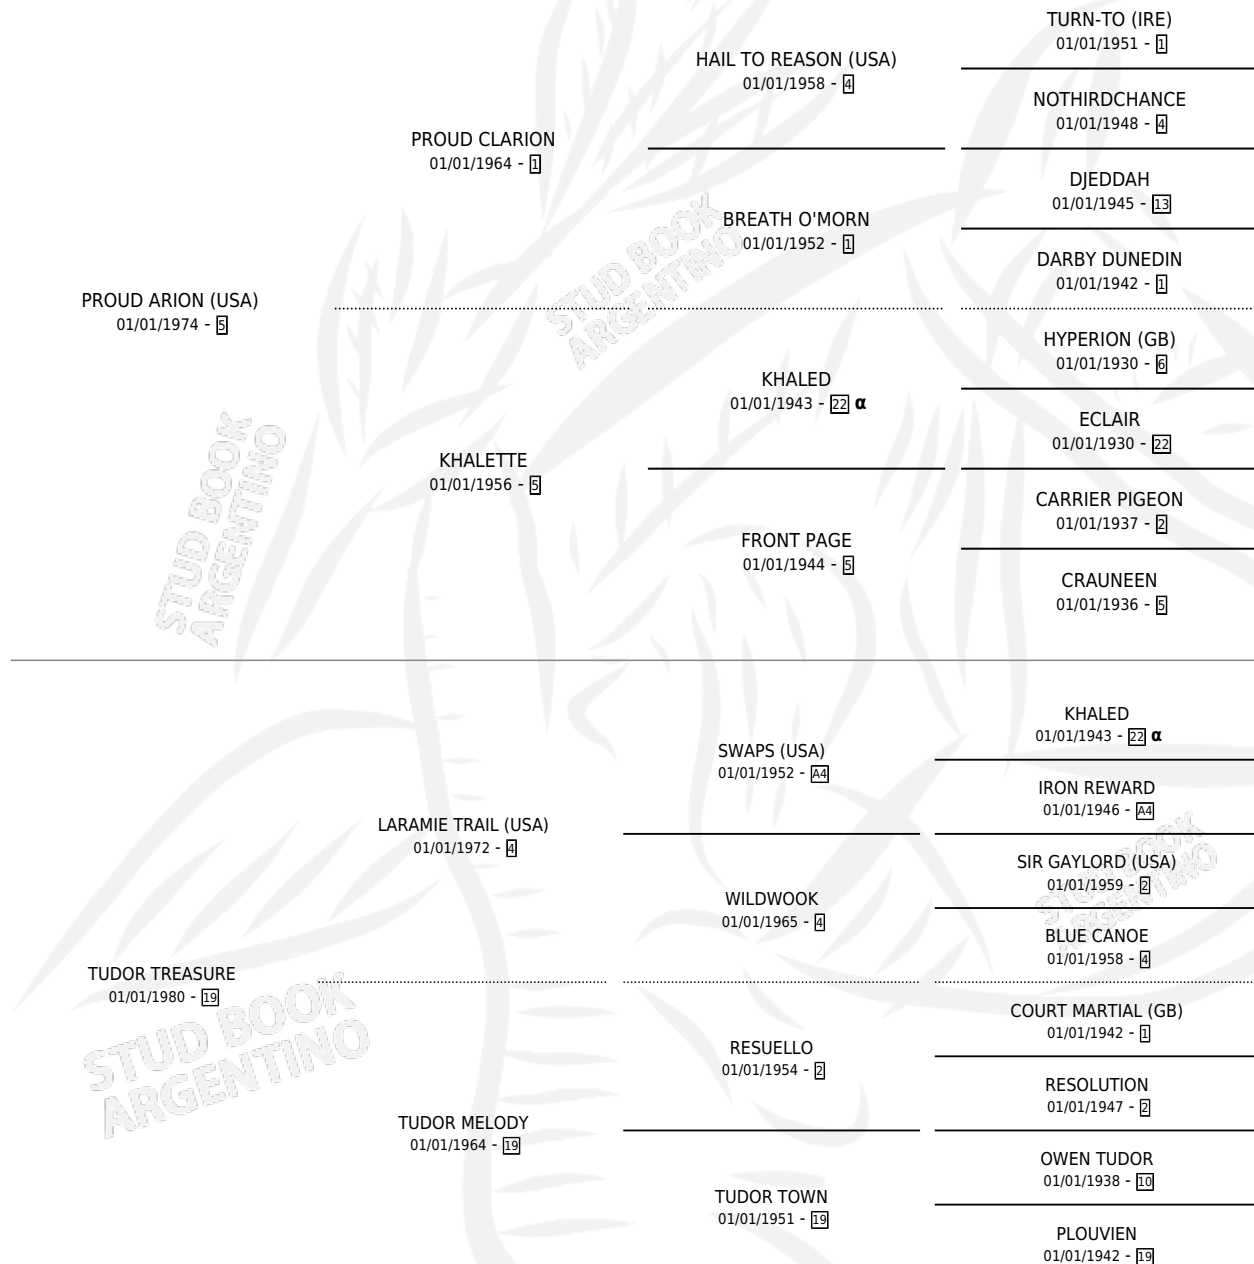 TURN-TO (IRE)
01/01/1951 - 1
HAIL TO REASON (USA)
01/01/1958 - 4
NOTHIRDCHANCE
01/01/1948 - 4
PROUD CLARION
01/01/1964 - 1
DJEDDAH
01/01/1945 - 13
BREATH O'MORN
01/01/1952 - 1
DARBY DUNEDIN
01/01/1942 - 1
PROUD ARION (USA)
01/01/1974 - 5
HYPERION (GB)
01/01/1930 - 6
KHALED
01/01/1943 - 22 α
ECLAIR
01/01/1930 - 22
KHALETTE
01/01/1956 - 5
CARRIER PIGEON
01/01/1937 - 2
FRONT PAGE
01/01/1944 - 5
CRAUNEEN
01/01/1936 - 5
KHALED
01/01/1943 - 22 α
SWAPS (USA)
01/01/1952 - A4
IRON REWARD
01/01/1946 - A4
LARAMIE TRAIL (USA)
01/01/1972 - 4
SIR GAYLORD (USA)
01/01/1959 - 2
WILDWOOK
01/01/1965 - 4
BLUE CANOE
01/01/1958 - 4
TUDOR TREASURE
01/01/1980 - 19
COURT MARTIAL (GB)
01/01/1942 - 1
RESUELLO
01/01/1954 - 2
RESOLUTION
01/01/1947 - 2
TUDOR MELODY
01/01/1964 - 19
OWEN TUDOR
01/01/1938 - 10
TUDOR TOWN
01/01/1951 - 19
PLOUVIEN
01/01/1942 - 19
STUD BOOK
ARGENTINO
STUD BOOK
ARGENTINO
STUD BOOK
ARGENTINO
STUD BOOK
ARGENTINO